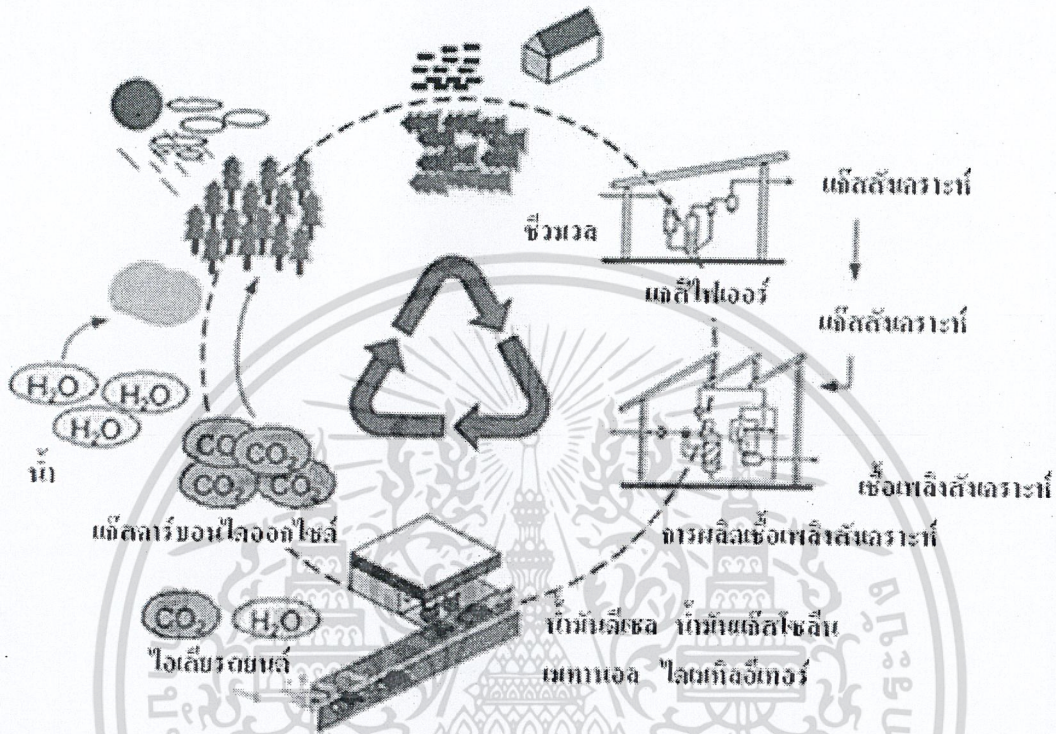 แก๊สสังเคราะห์
ชีวมวล
แกสิไฟเออร์
แก๊สสังเคราะห์
H₂O
H₂O
H₂O
น้ำ
CO₂
CO₂
CO₂
แก๊สคาร์บอนไดออกไซด์
เชื้อเพลิงสังเคราะห์
การผลิตเชื้อเพลิงสังเคราะห์
CO₂ H₂O
ไอเสียรถยนต์
น้ำมันดีเซล น้ำมันแก๊สโซลีน
เมทานอล ไดเมทิลอีเทอร์